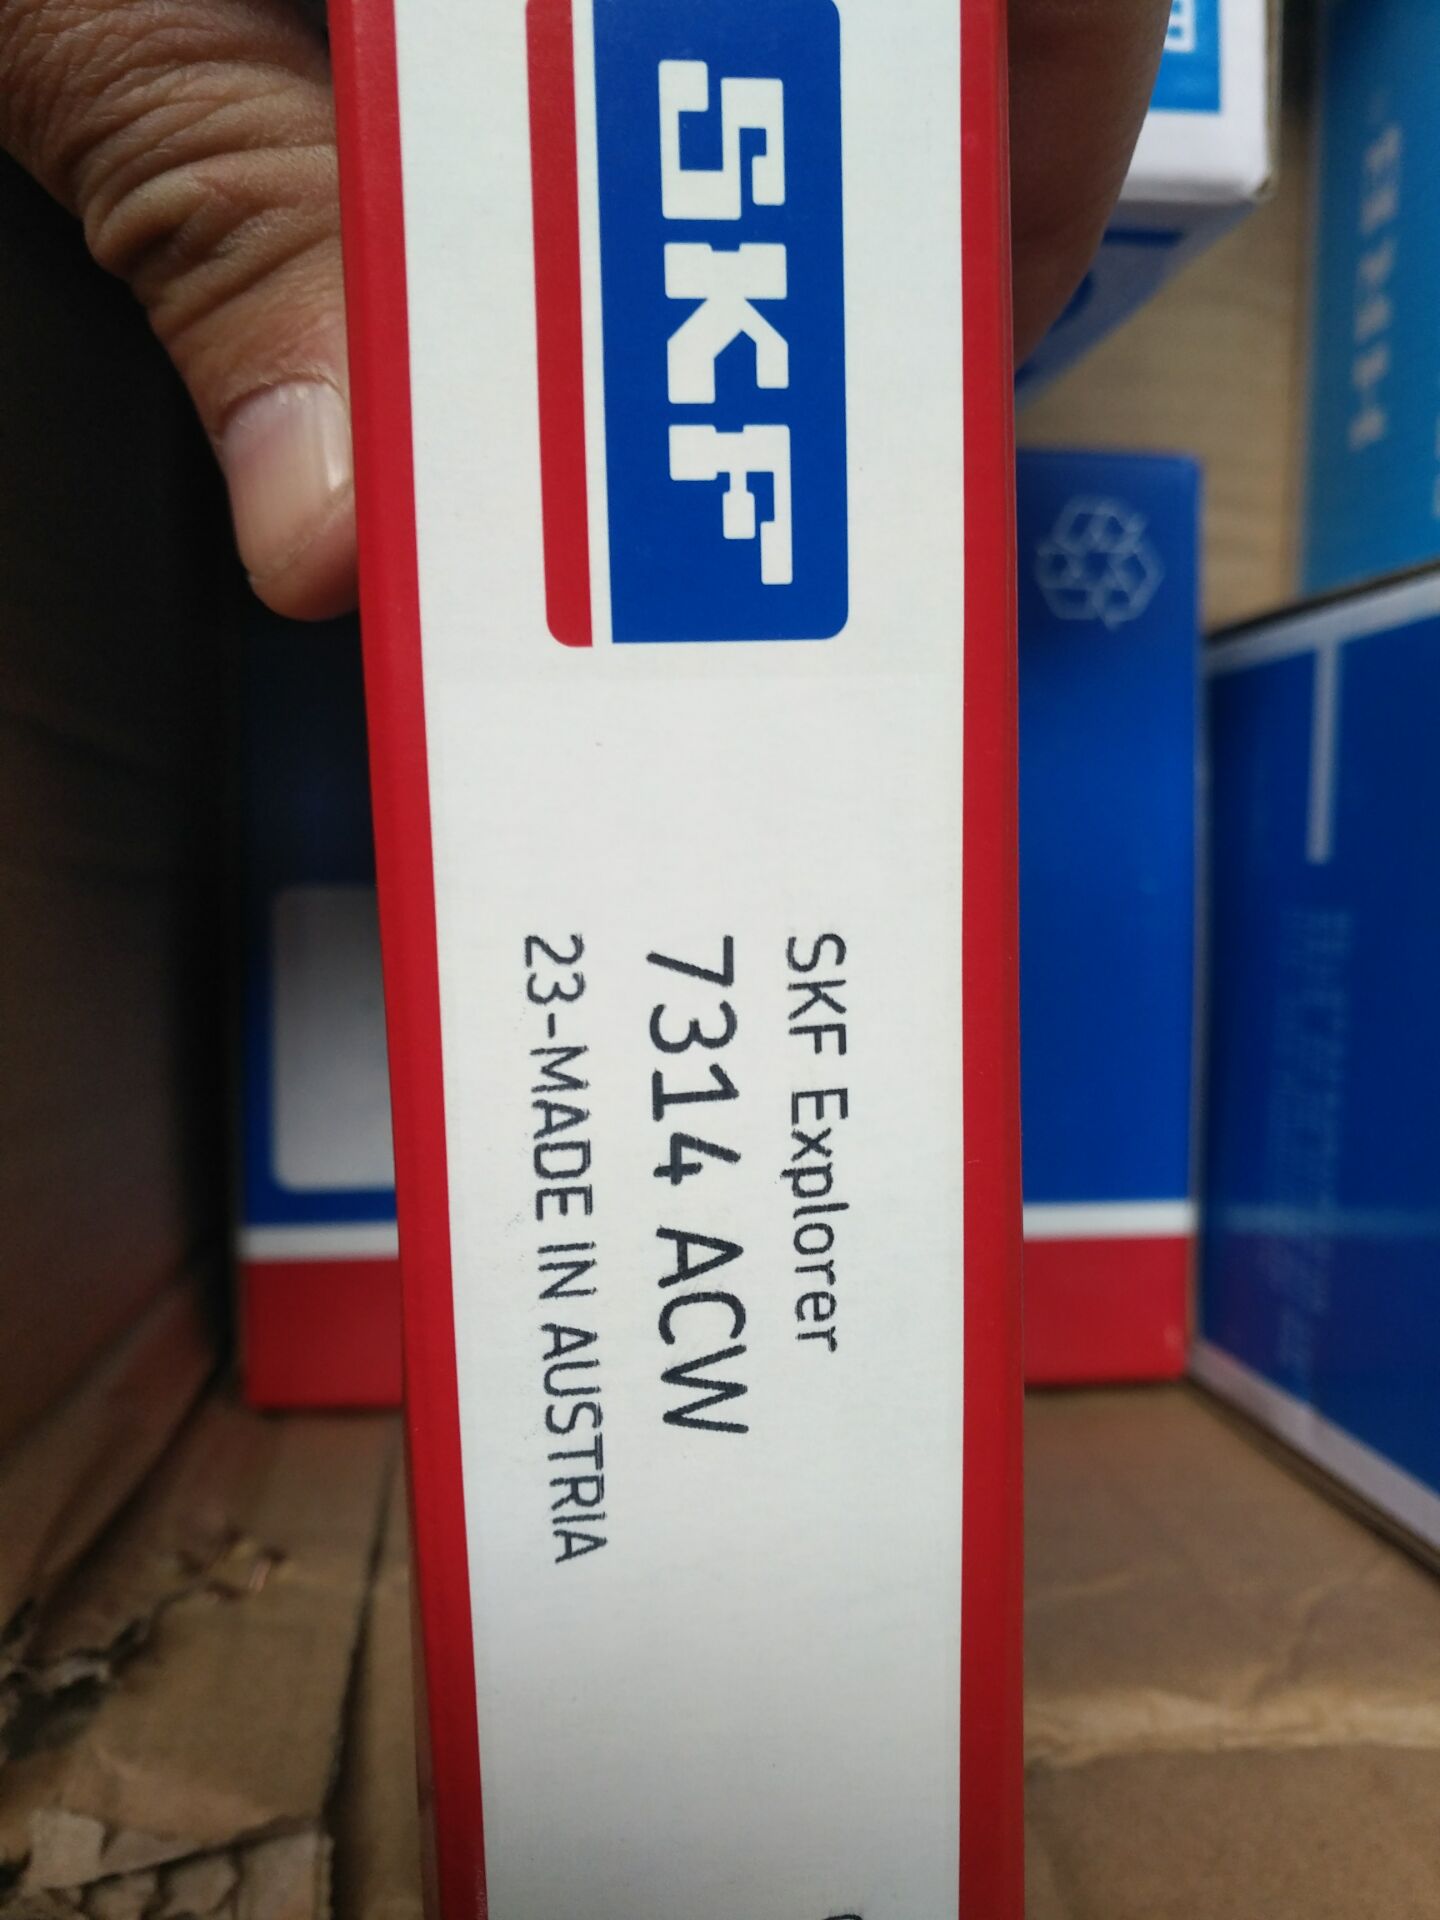 SKF
SKF Explorer
7314 ACW
23-MADE IN AUSTRIA